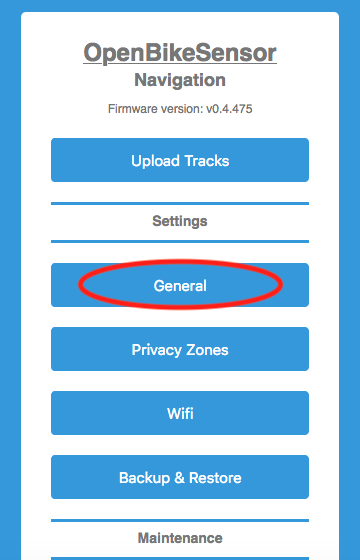 OpenBikeSensor
Navigation
Firmware version: v0.4.475
Upload Tracks
Settings
General
Privacy Zones
Wifi
Backup & Restore
Maintenance